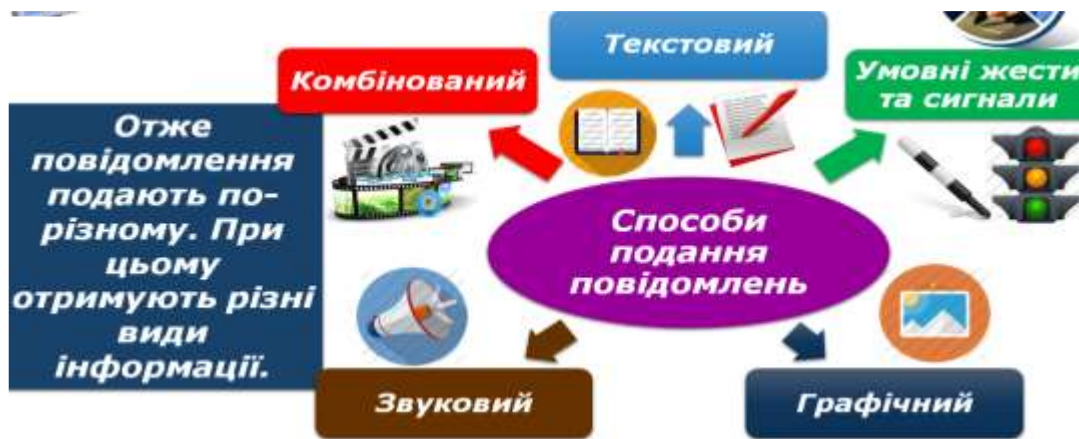 Текстовий
Комбінований
Умовні жести
та сигнали
Отже
повідомлення
подають по-
різному. При
цьому
отримують різні
види
інформації.
Способи
подання
повідомлень
Звуковий
Графічний